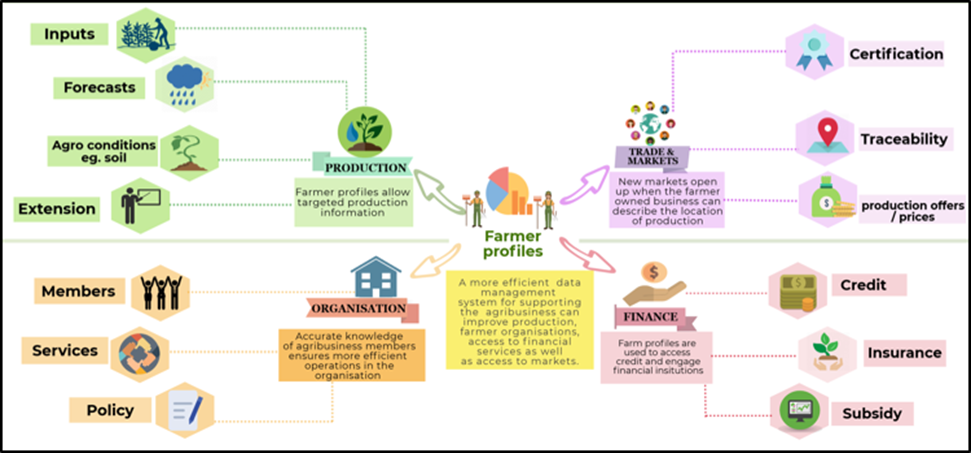 Inputs
Forecasts
Agro conditions
eg. soil
Extension
PRODUCTION
Farmer profiles allow
targeted production
information
Certification
Traceability
production offers
/ prices
TRADE &
MARKETS
New markets open
up when the farmer
owned business can
describe the location
of production
Farmer
profiles
A more efficient data
management
system for supporting
the agribusiness can
improve production,
farmer organisations,
access to financial
services as well
as access to markets.
Members
Services
Policy
ORGANISATION
Accurate knowledge
of agribusiness members
ensures more efficient
operations in the
organisation
FINANCE
Farm profiles are
used to access
credit and engage
financial insitutions
Credit
Insurance
Subsidy